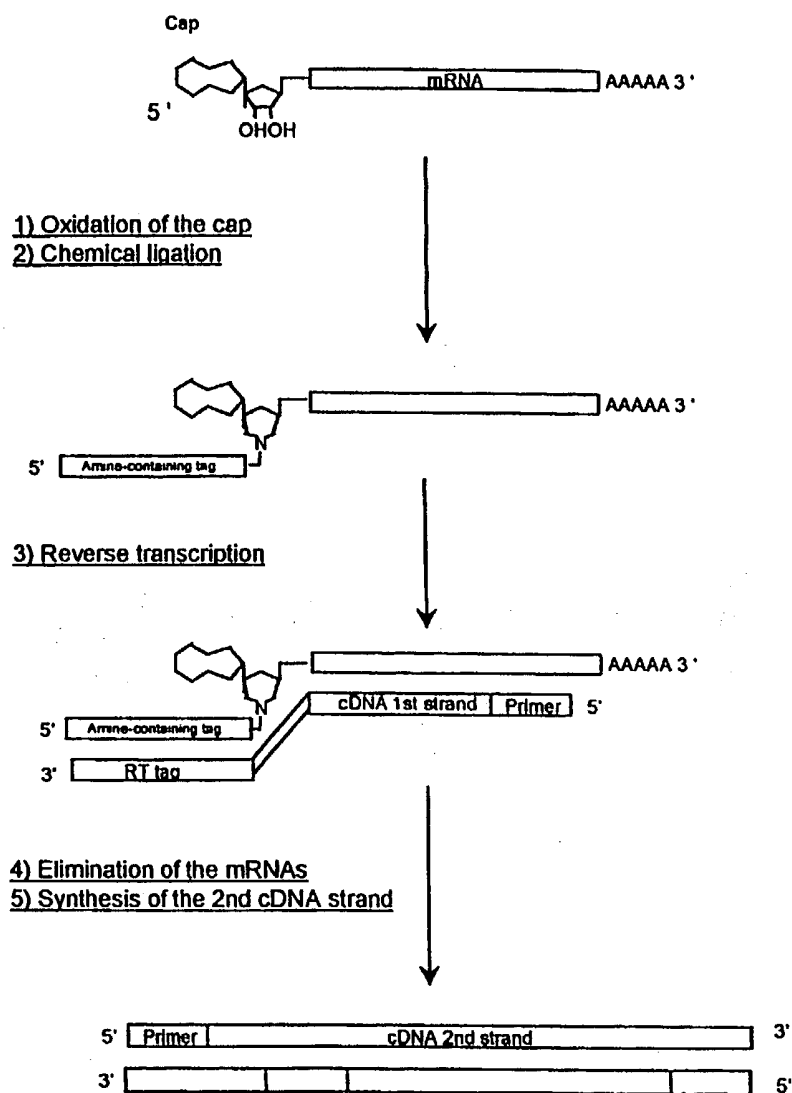 Cap
mRNA AAAAA 3'
5'
OHOH
1) Oxidation of the cap
2) Chemical ligation
AAAAA 3'
N
5' Amine-containing tag
3) Reverse transcription
AAAAA 3'
N cDNA 1st strand Primer 5'
5' Amine-containing tag
3' RT tag
4) Elimination of the mRNAs
5) Synthesis of the 2nd cDNA strand
5' Primer cDNA 2nd strand 3'
3' 5'